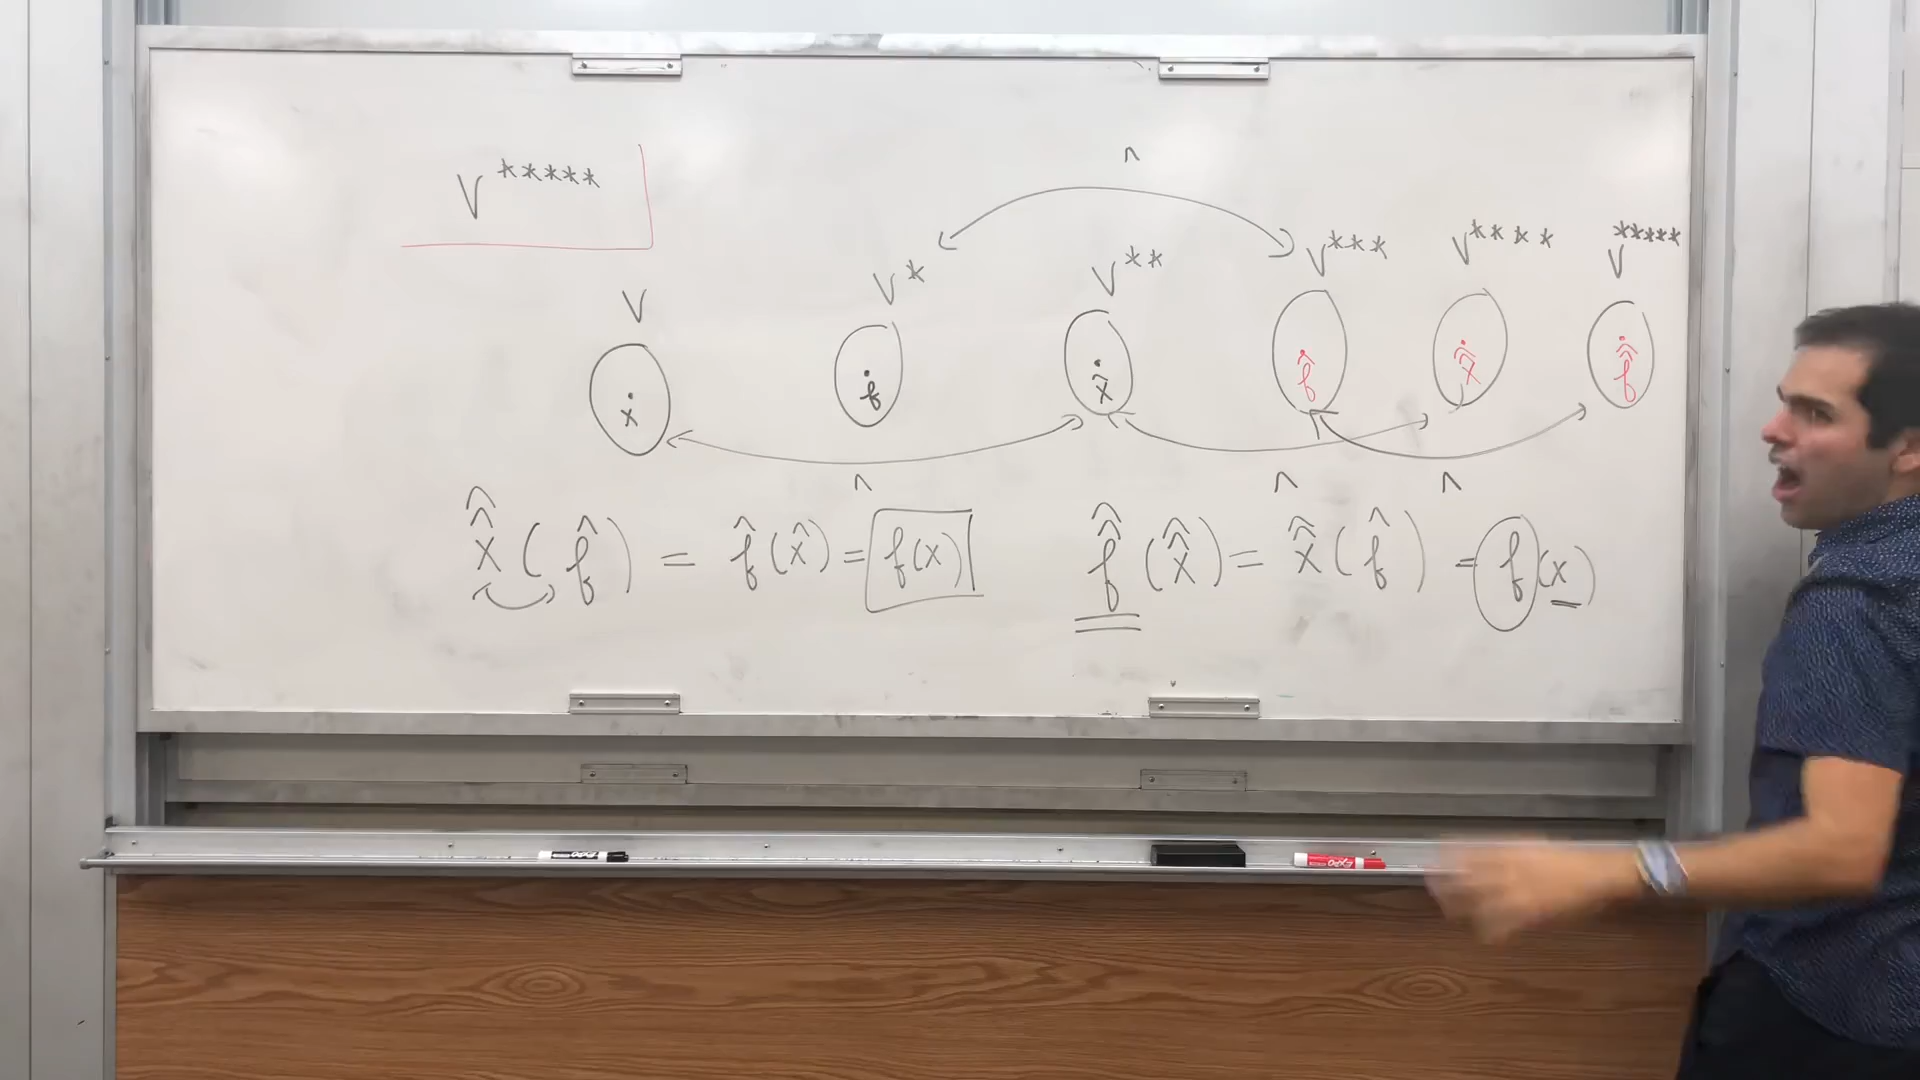 V*****
^
V V* V** V*** V**** V*****
x f x̂ f̂ x̂̂ f̂̂
^ ^ ^
x̂̂(f̂) = f̂(x̂) = f(x) f̂̂(x̂̂) = x̂̂(f̂) = f(x)
EXPO EXPO